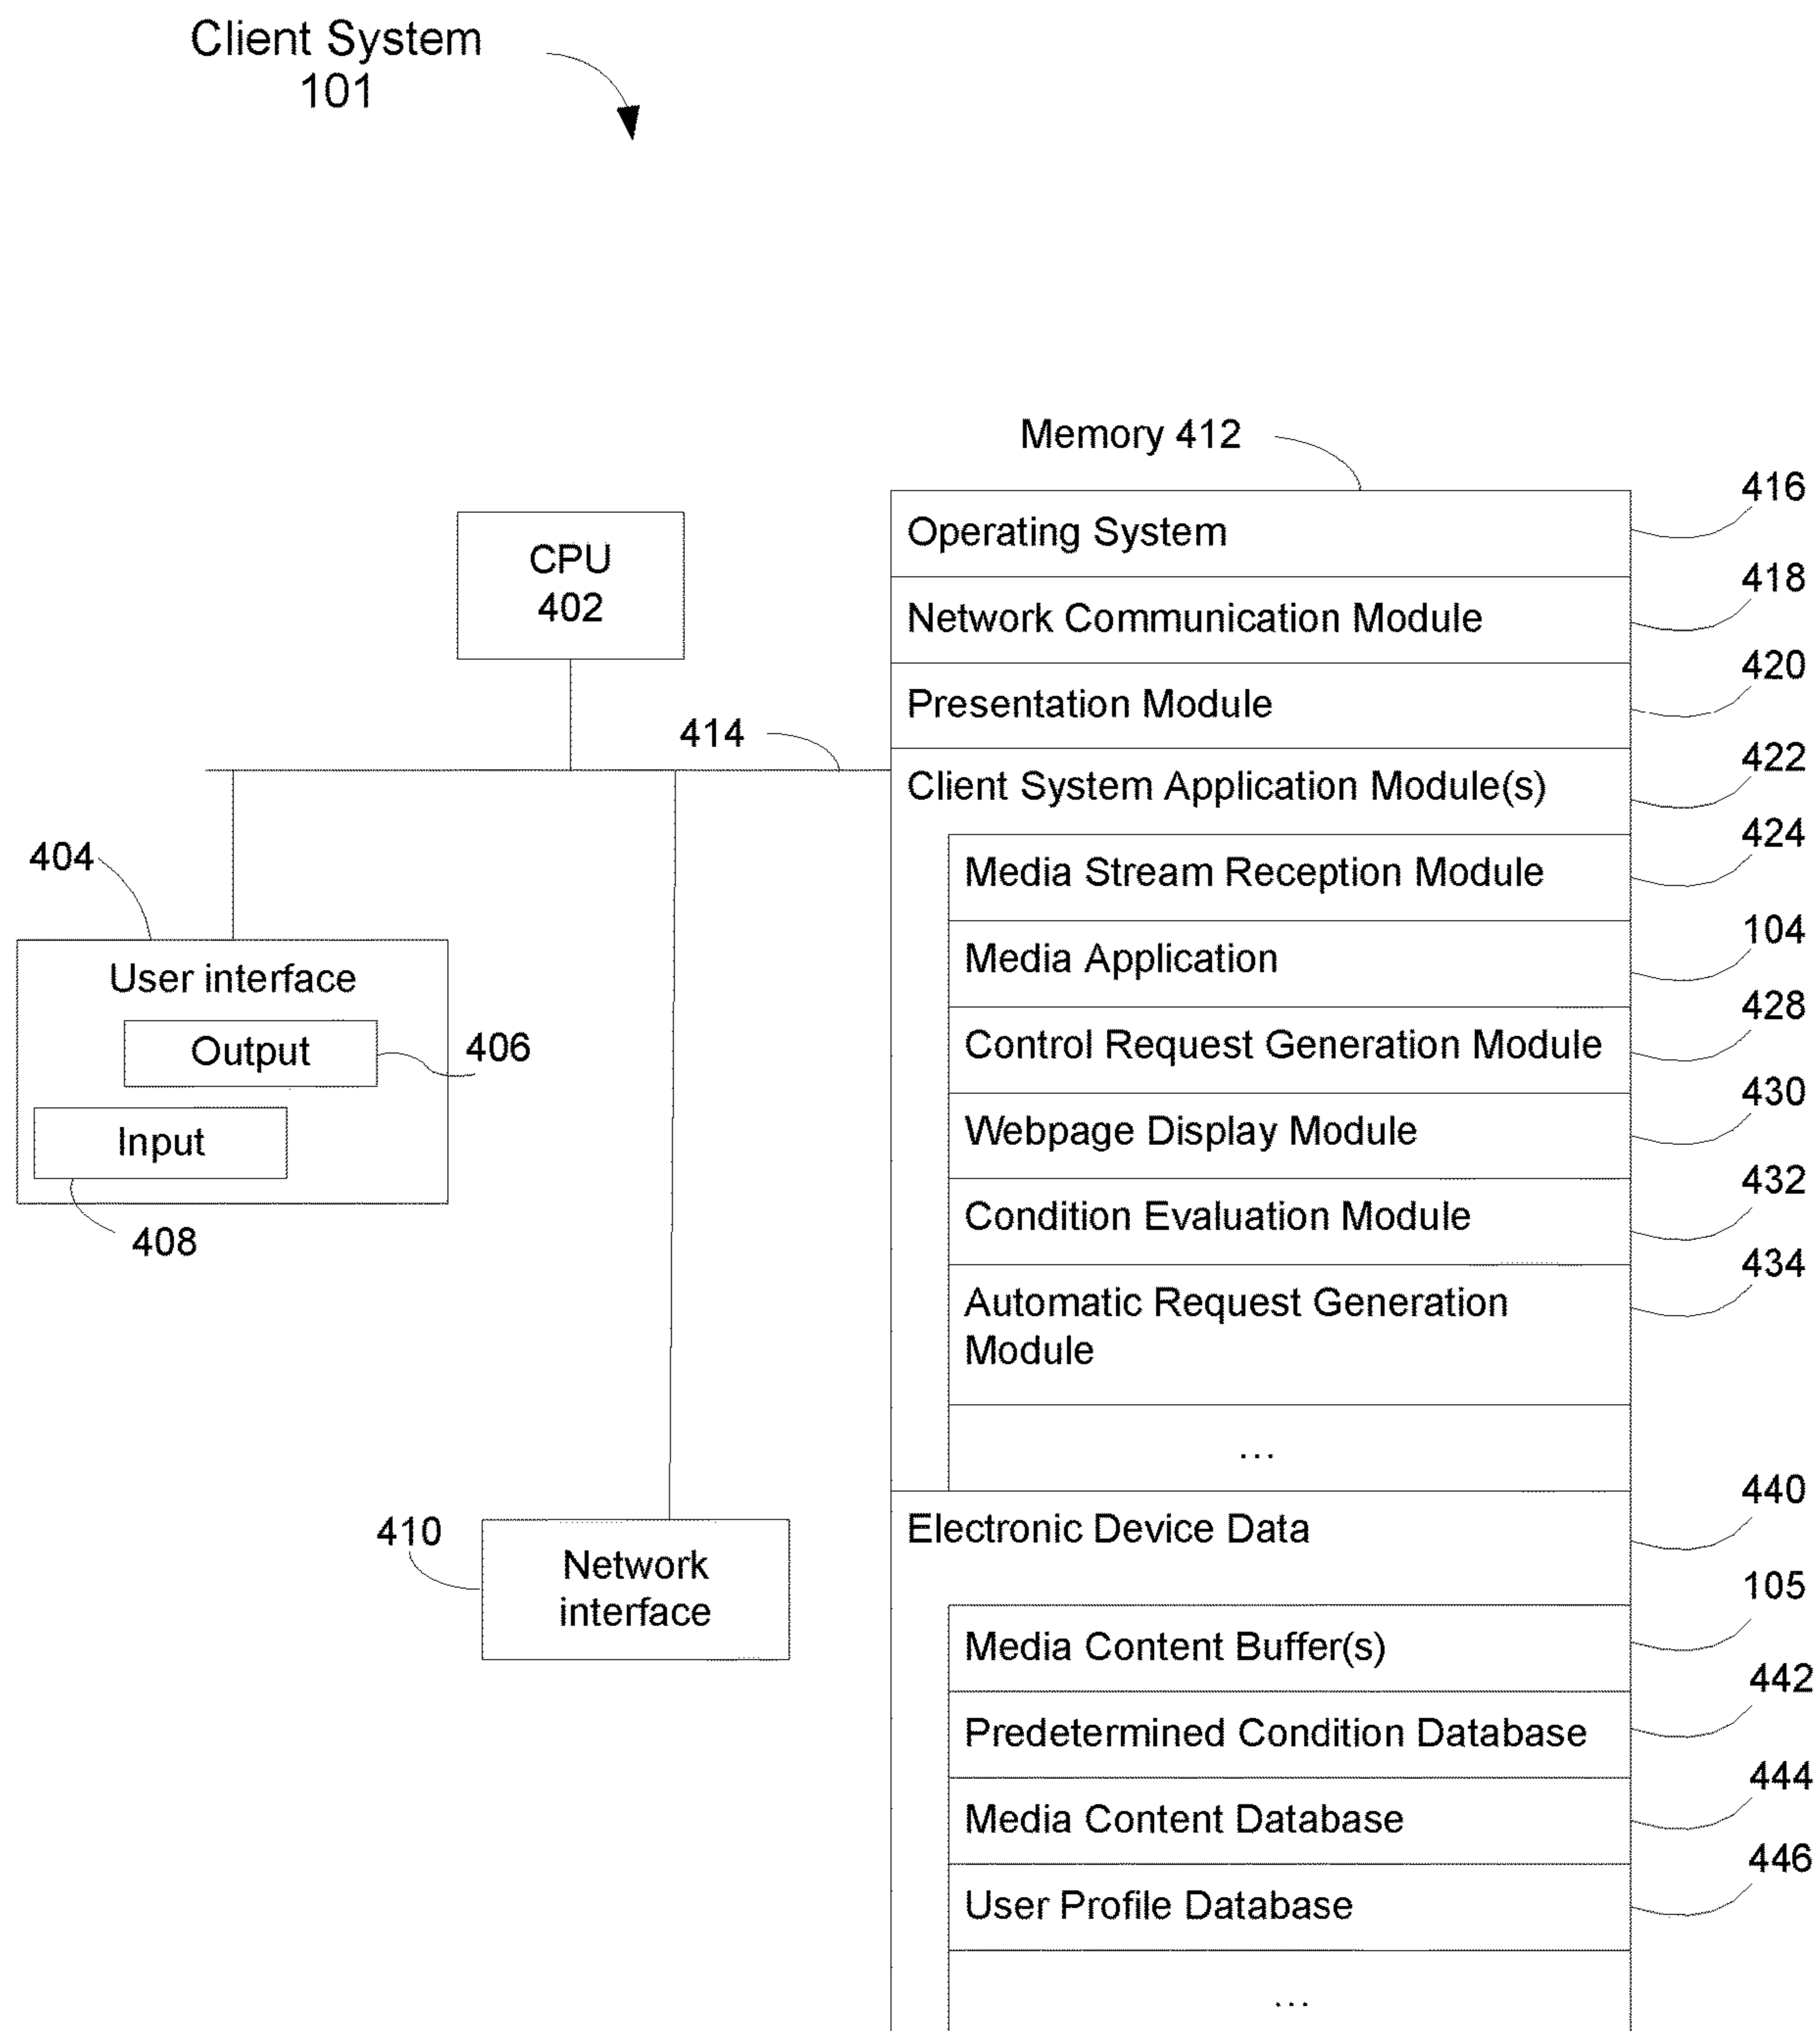 Client System
101
Memory 412
Operating System
416
CPU
402
Network Communication Module
418
Presentation Module
420
414
Client System Application Module(s)
422
404
Media Stream Reception Module
424
Media Application
104
User interface
Output
406
Control Request Generation Module
428
Input
Webpage Display Module
430
408
Condition Evaluation Module
432
Automatic Request Generation
Module
434
...
410
Network
interface
Electronic Device Data
440
Media Content Buffer(s)
105
Predetermined Condition Database
442
Media Content Database
444
User Profile Database
446
...